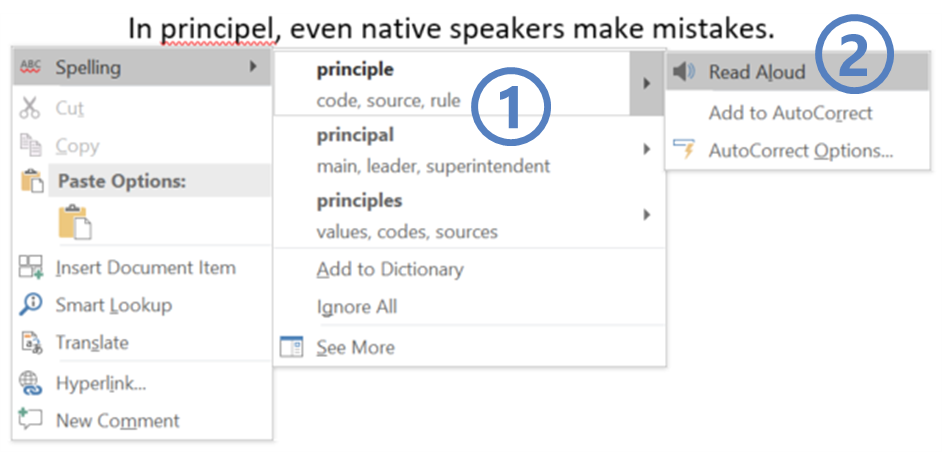 In principel, even native speakers make mistakes.
ABC Spelling
Cut
Copy
Paste Options:
Insert Document Item
Smart Lookup
Translate
Hyperlink...
New Comment
principle
code, source, rule
1
principal
main, leader, superintendent
principles
values, codes, sources
Add to Dictionary
Ignore All
See More
Read Aloud
2
Add to AutoCorrect
AutoCorrect Options...